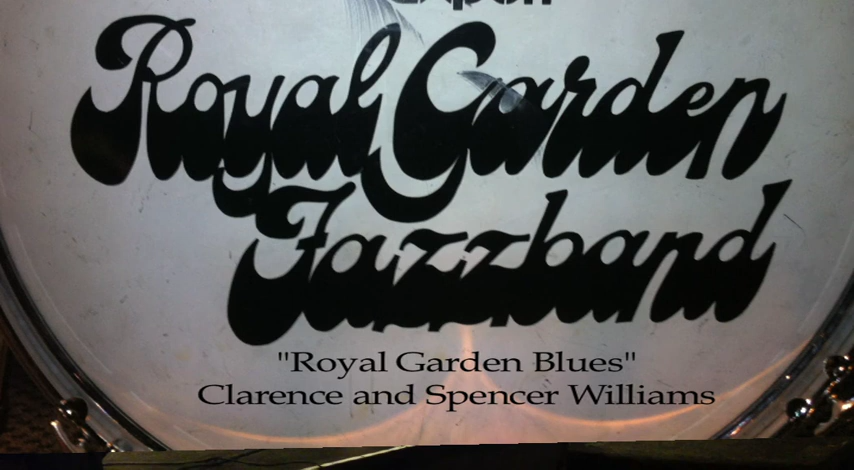 Royal Garden
Jazzband
"Royal Garden Blues"
Clarence and Spencer Williams